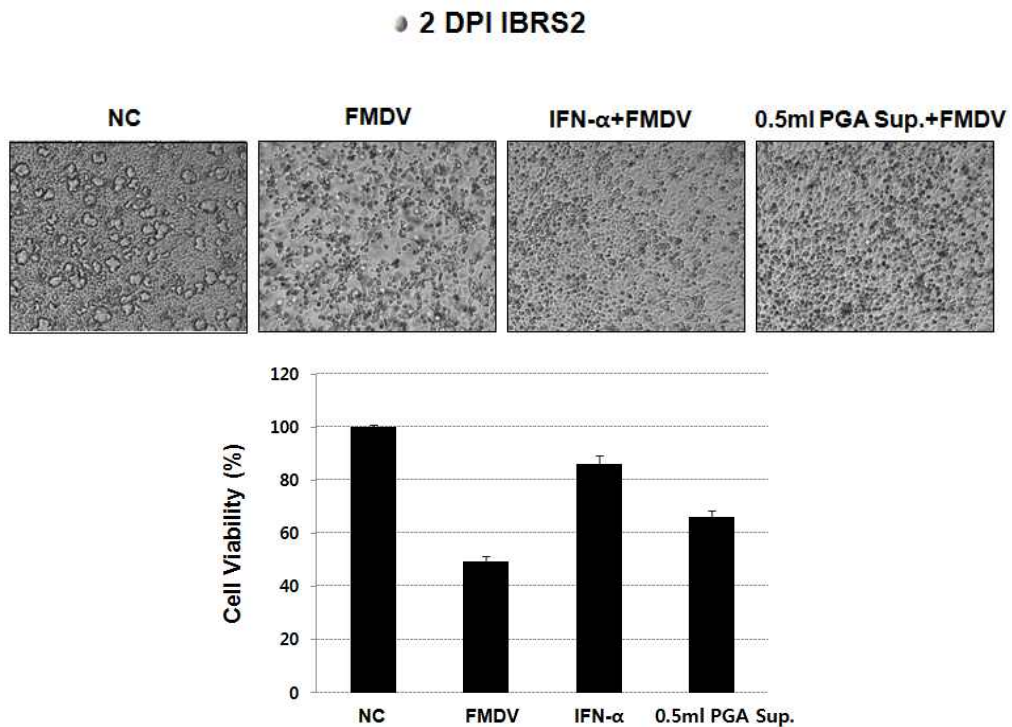 2 DPI IBRS2
NC FMDV IFN-α+FMDV 0.5ml PGA Sup.+FMDV
120
100
80
60
40
20
0
Cell Viability (%)
NC FMDV IFN-α 0.5ml PGA Sup.